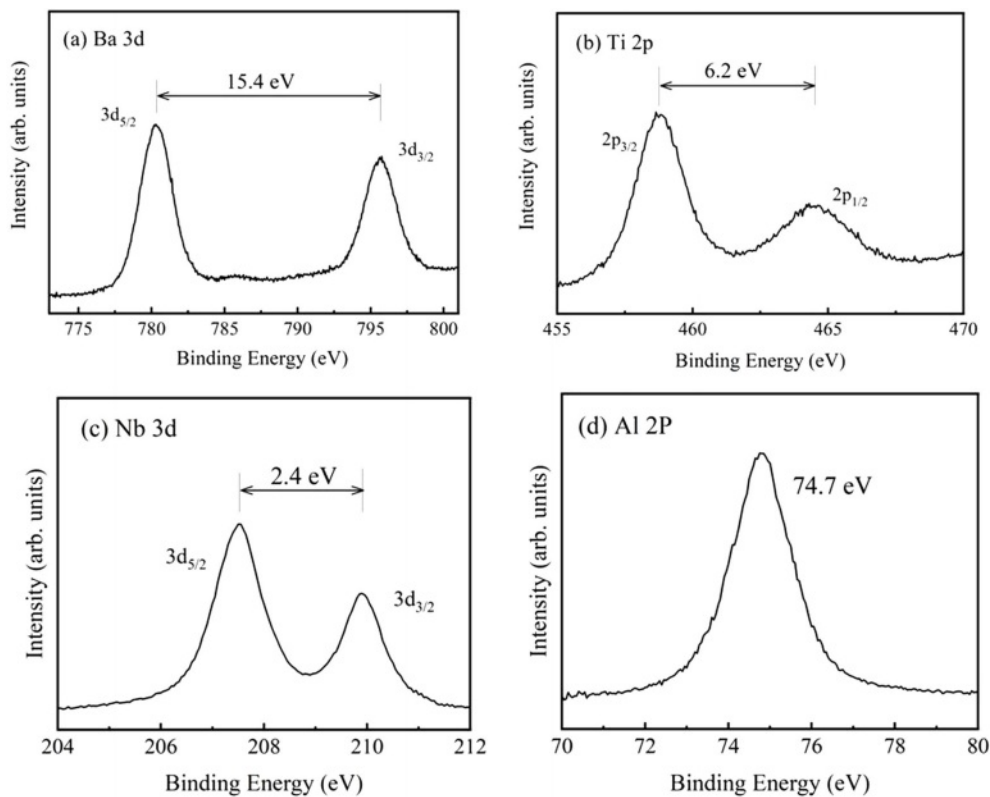 (a) Ba 3d
15.4 eV
3d5/2
3d3/2
Intensity (arb. units)
775 780 785 790 795 800
Binding Energy (eV)
(b) Ti 2p
6.2 eV
2p3/2
2p1/2
Intensity (arb. units)
455 460 465 470
Binding Energy (eV)
(c) Nb 3d
2.4 eV
3d5/2
3d3/2
Intensity (arb. units)
204 206 208 210 212
Binding Energy (eV)
(d) Al 2P
74.7 eV
Intensity (arb. units)
70 72 74 76 78 80
Binding Energy (eV)